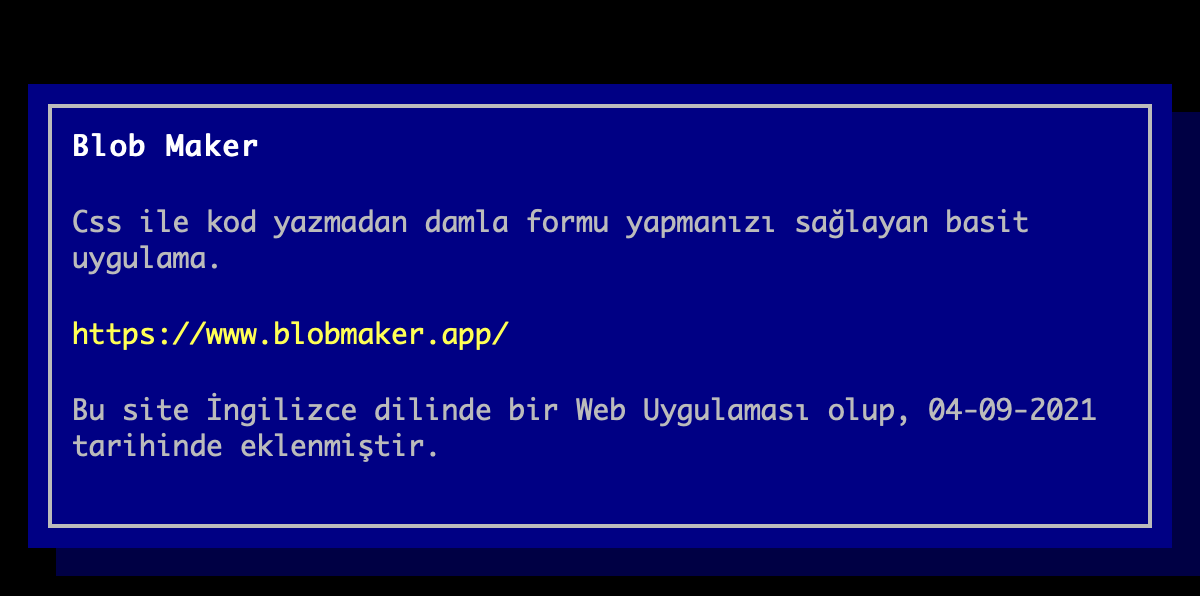 Blob Maker
Css ile kod yazmadan damla formu yapmanızı sağlayan basit
uygulama.
https://www.blobmaker.app/
Bu site İngilizce dilinde bir Web Uygulaması olup, 04-09-2021
tarihinde eklenmiştir.